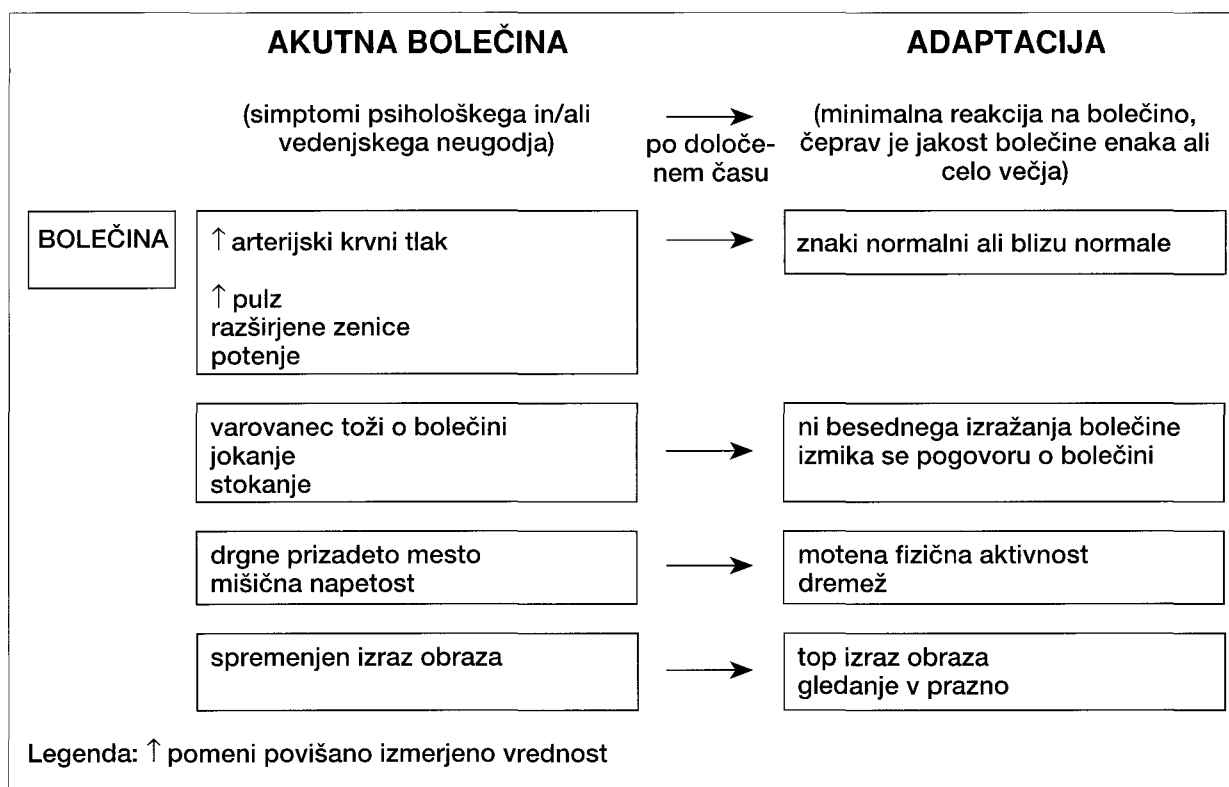 AKUTNA BOLEČINA
ADAPTACIJA
(simptomi psihološkega in/ali
vedenjskega neugodja)
po določe-
nem času
(minimalna reakcija na bolečino,
čeprav je jakost bolečine enaka ali
celo večja)
BOLEČINA
↑ arterijski krvni tlak
↑ pulz
razširjene zenice
potenje
znaki normalni ali blizu normale
varovanec toži o bolečini
jokanje
stokanje
ni besednega izražanja bolečine
izmika se pogovoru o bolečini
drgne prizadeto mesto
mišična napetost
motena fizična aktivnost
dremež
spremenjen izraz obraza
top izraz obraza
gledanje v prazno
Legenda: ↑ pomeni povišano izmerjeno vrednost